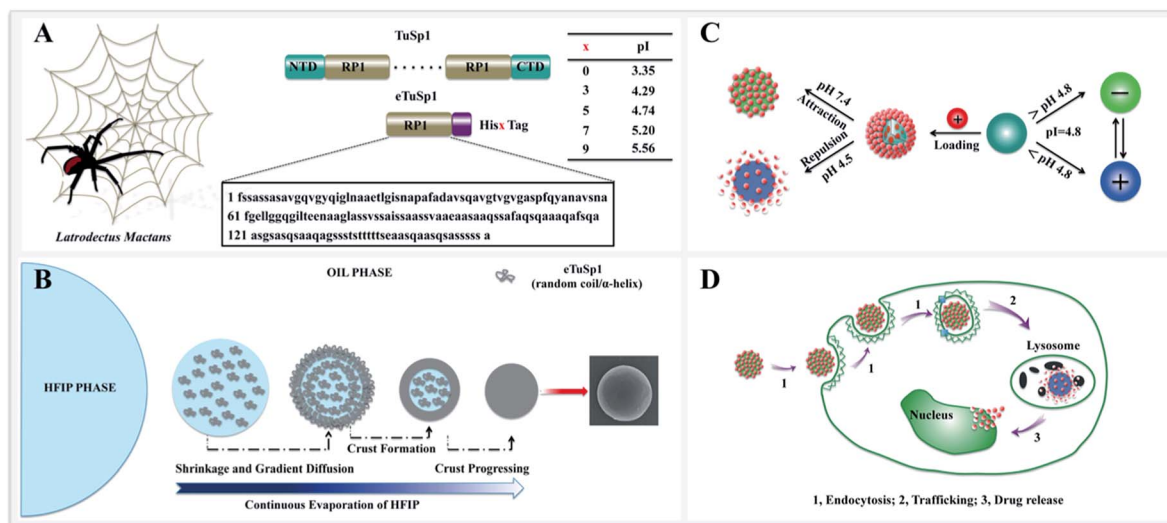 A
TuSp1
NTD RP1 ······ RP1 CTD
eTuSp1
RP1 Hisx Tag
x pI
0 3.35
3 4.29
5 4.74
7 5.20
9 5.56
1 fssassasavgqvgyqiglnaaetlgisnapafadavsqavgtvgvgaspfqyanavsna
61 fgellggqgilteenaaglassvssaissaassvaaeaasaaqssafaqsqaaaqafsqa
121 asgsasqsaaqagssststtttttseaasqaasqsasssss a
Latrodectus Mactans
B
OIL PHASE
eTuSp1
(random coil/α-helix)
HFIP PHASE
Crust Formation
Shrinkage and Gradient Diffusion
Crust Progressing
Continuous Evaporation of HFIP
C
pH 7.4
Attraction
Repulsion
pH 4.5
+
Loading
> pH 4.8
pI=4.8
< pH 4.8
−
+
D
1
1
1
2
Lysosome
Nucleus
3
1, Endocytosis; 2, Trafficking; 3, Drug release